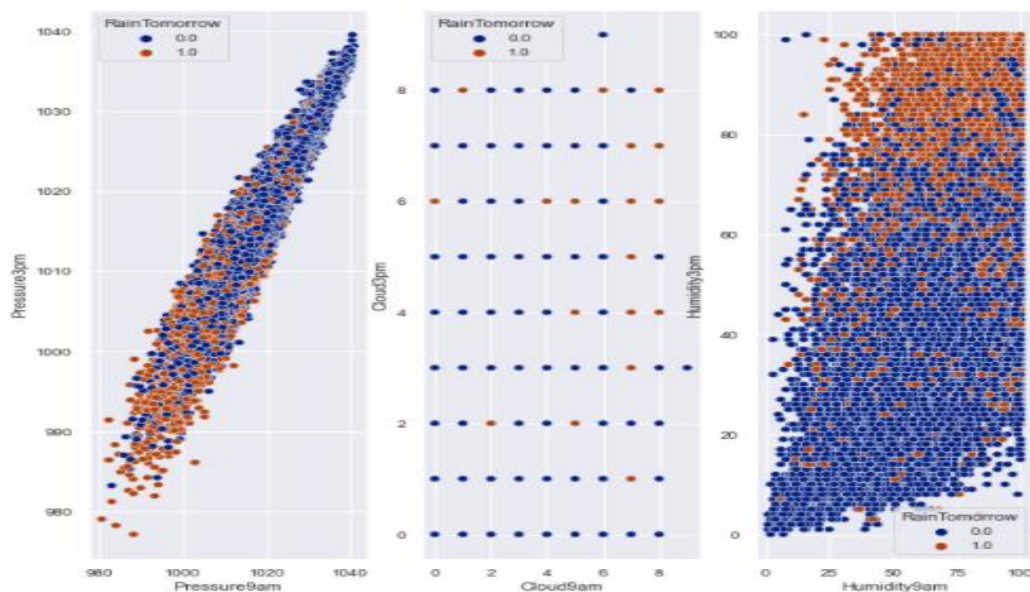 RainTomorrow
0.0
1.0
1040
1030
1020
1010
1000
990
980
Pressure3pm
980 1000 1020 1040
Pressure9am
RainTomorrow
0.0
1.0
8
6
4
2
0
Cloud3pm
0 2 4 6 8
Cloud9am
100
80
60
40
20
0
Humidity3pm
RainTomorrow
0.0
1.0
0 25 50 75 100
Humidity9am